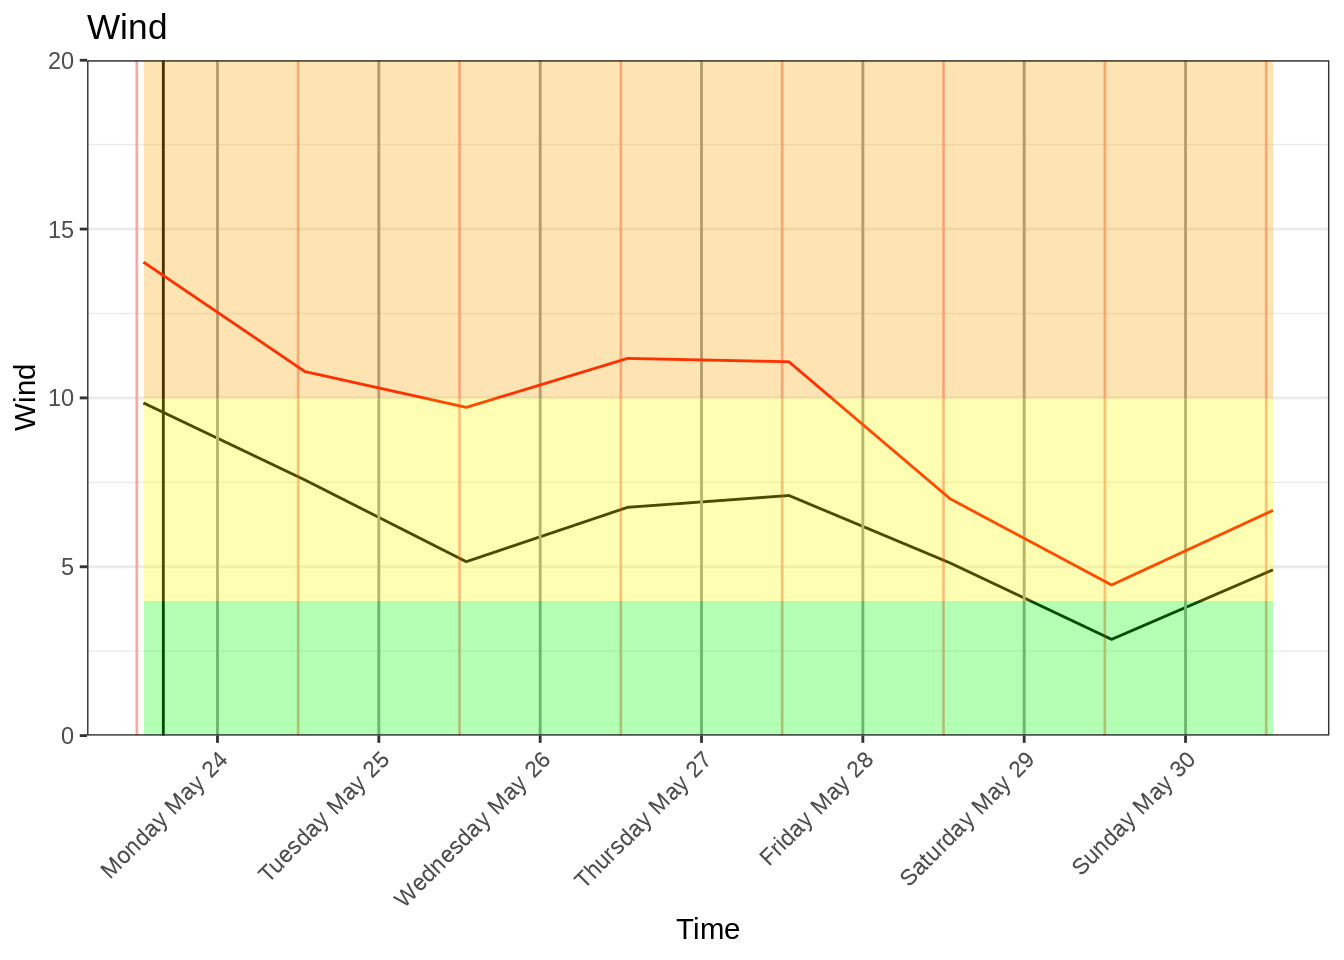 Wind
20
15
10
5
0
Wind
Monday May 24
Tuesday May 25
Wednesday May 26
Thursday May 27
Friday May 28
Saturday May 29
Sunday May 30
Time